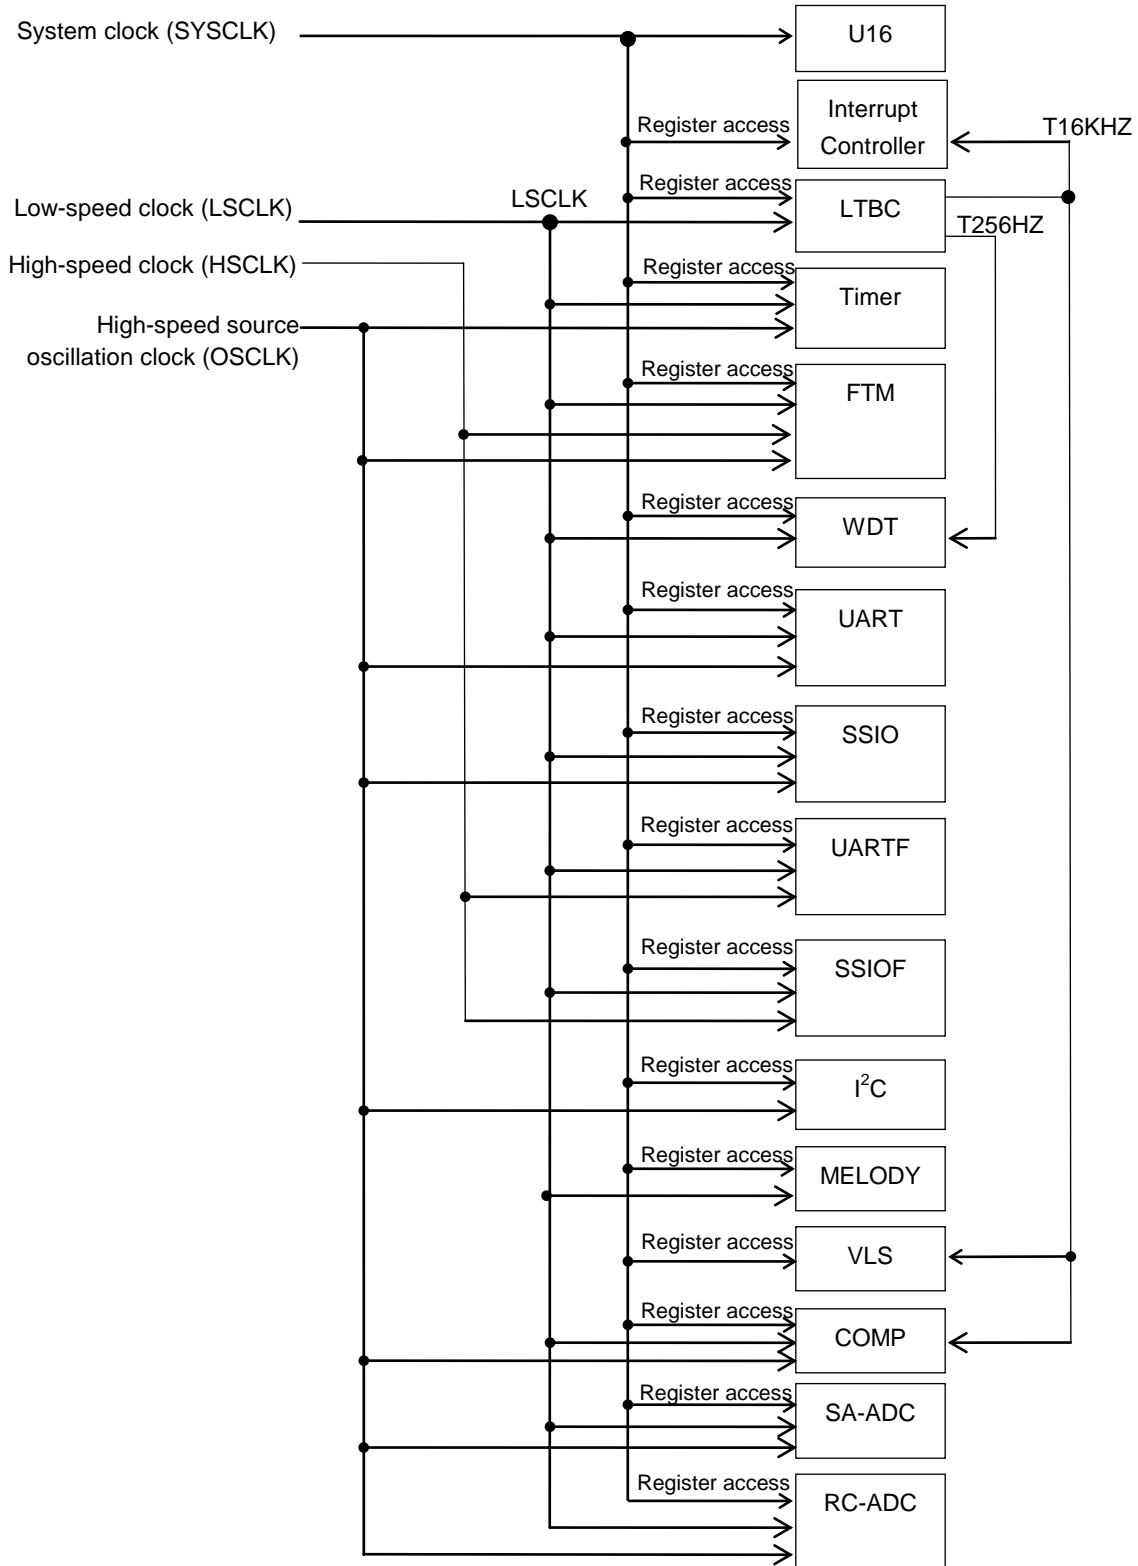 System clock (SYSCLK)
U16
Register access
Interrupt
Controller
T16KHZ
Low-speed clock (LSCLK)
LSCLK
Register access
LTBC
T256HZ
High-speed clock (HSCLK)
Register access
Timer
High-speed source
oscillation clock (OSCLK)
Register access
FTM
Register access
WDT
Register access
UART
Register access
SSIO
Register access
UARTF
Register access
SSIOF
Register access
I²C
Register access
MELODY
Register access
VLS
Register access
COMP
Register access
SA-ADC
Register access
RC-ADC